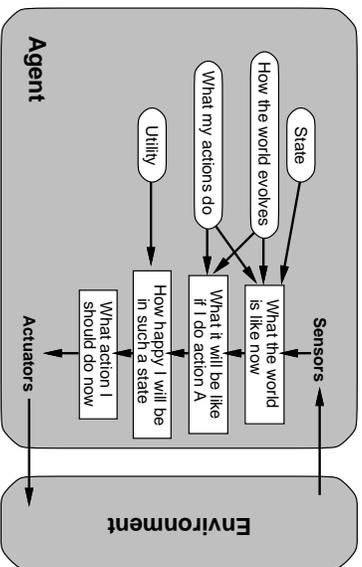 Sensors
State
How the world evolves
What my actions do
Utility
What the world
is like now
What it will be like
if I do action A
How happy I will be
in such a state
What action I
should do now
Agent
Actuators
Environment